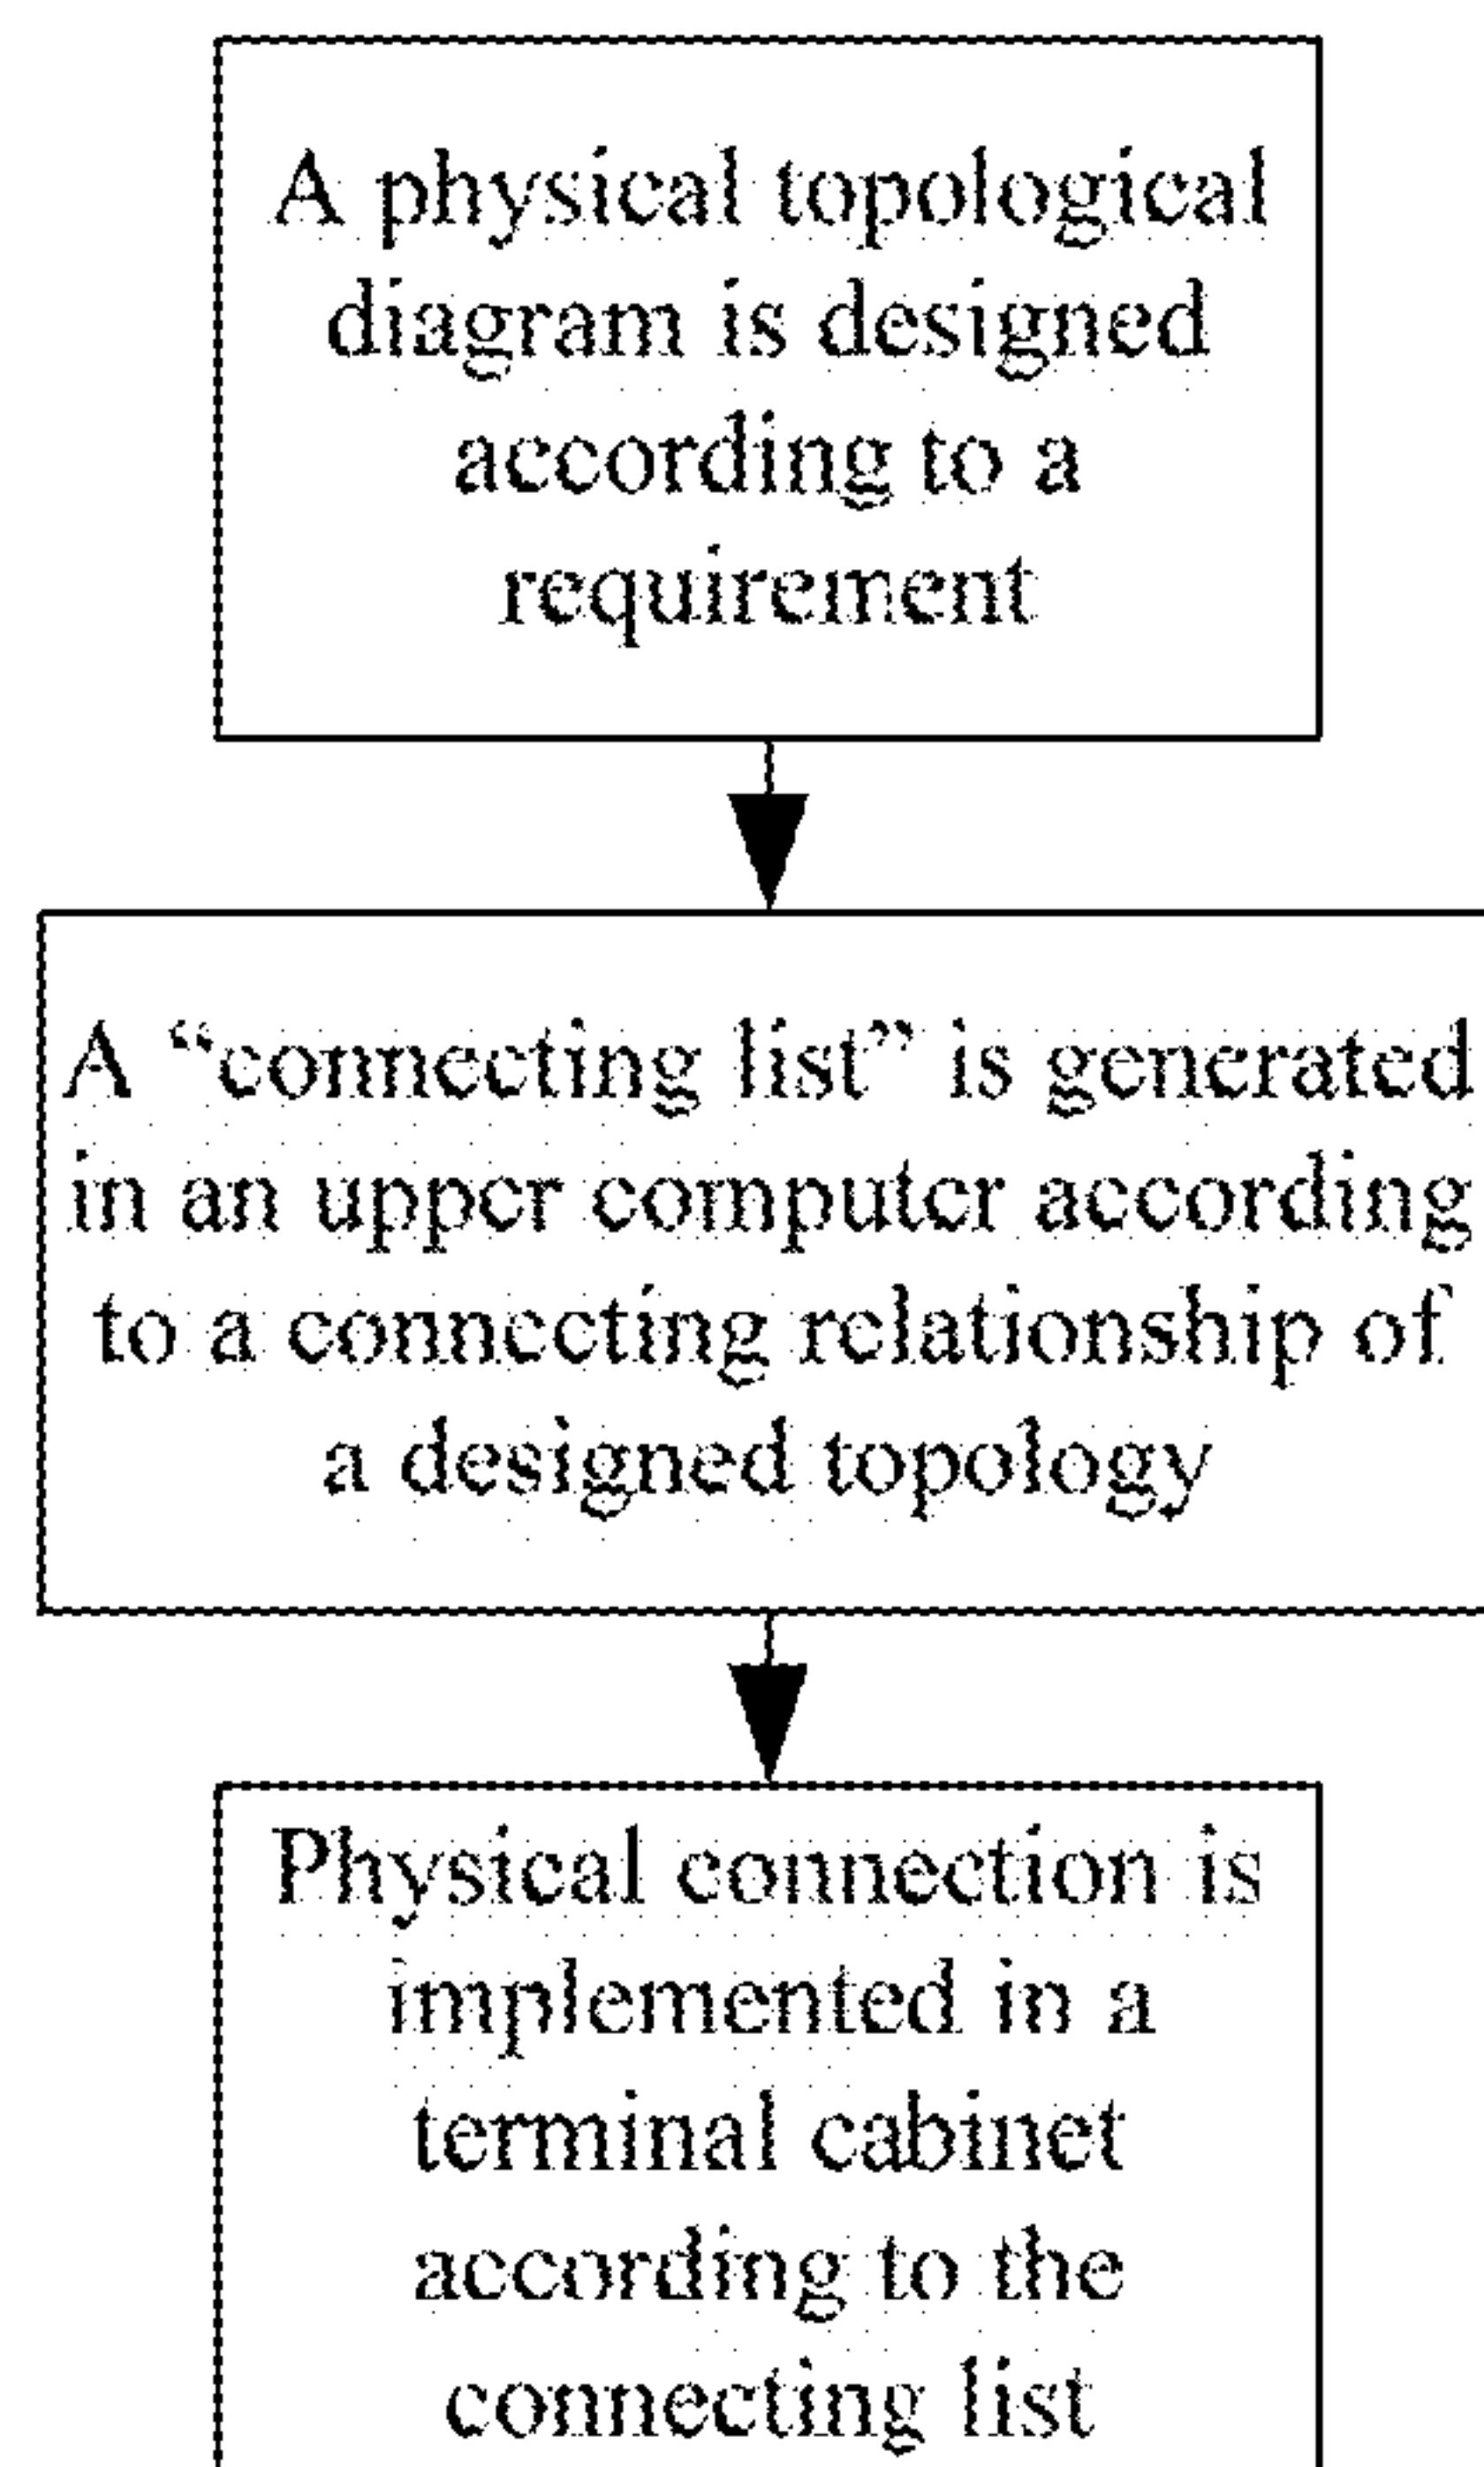 A physical topological
diagram is designed
according to a
requirement
A “connecting list” is generated
in an upper computer according
to a connecting relationship of
a designed topology
Physical connection is
implemented in a
terminal cabinet
according to the
connecting list